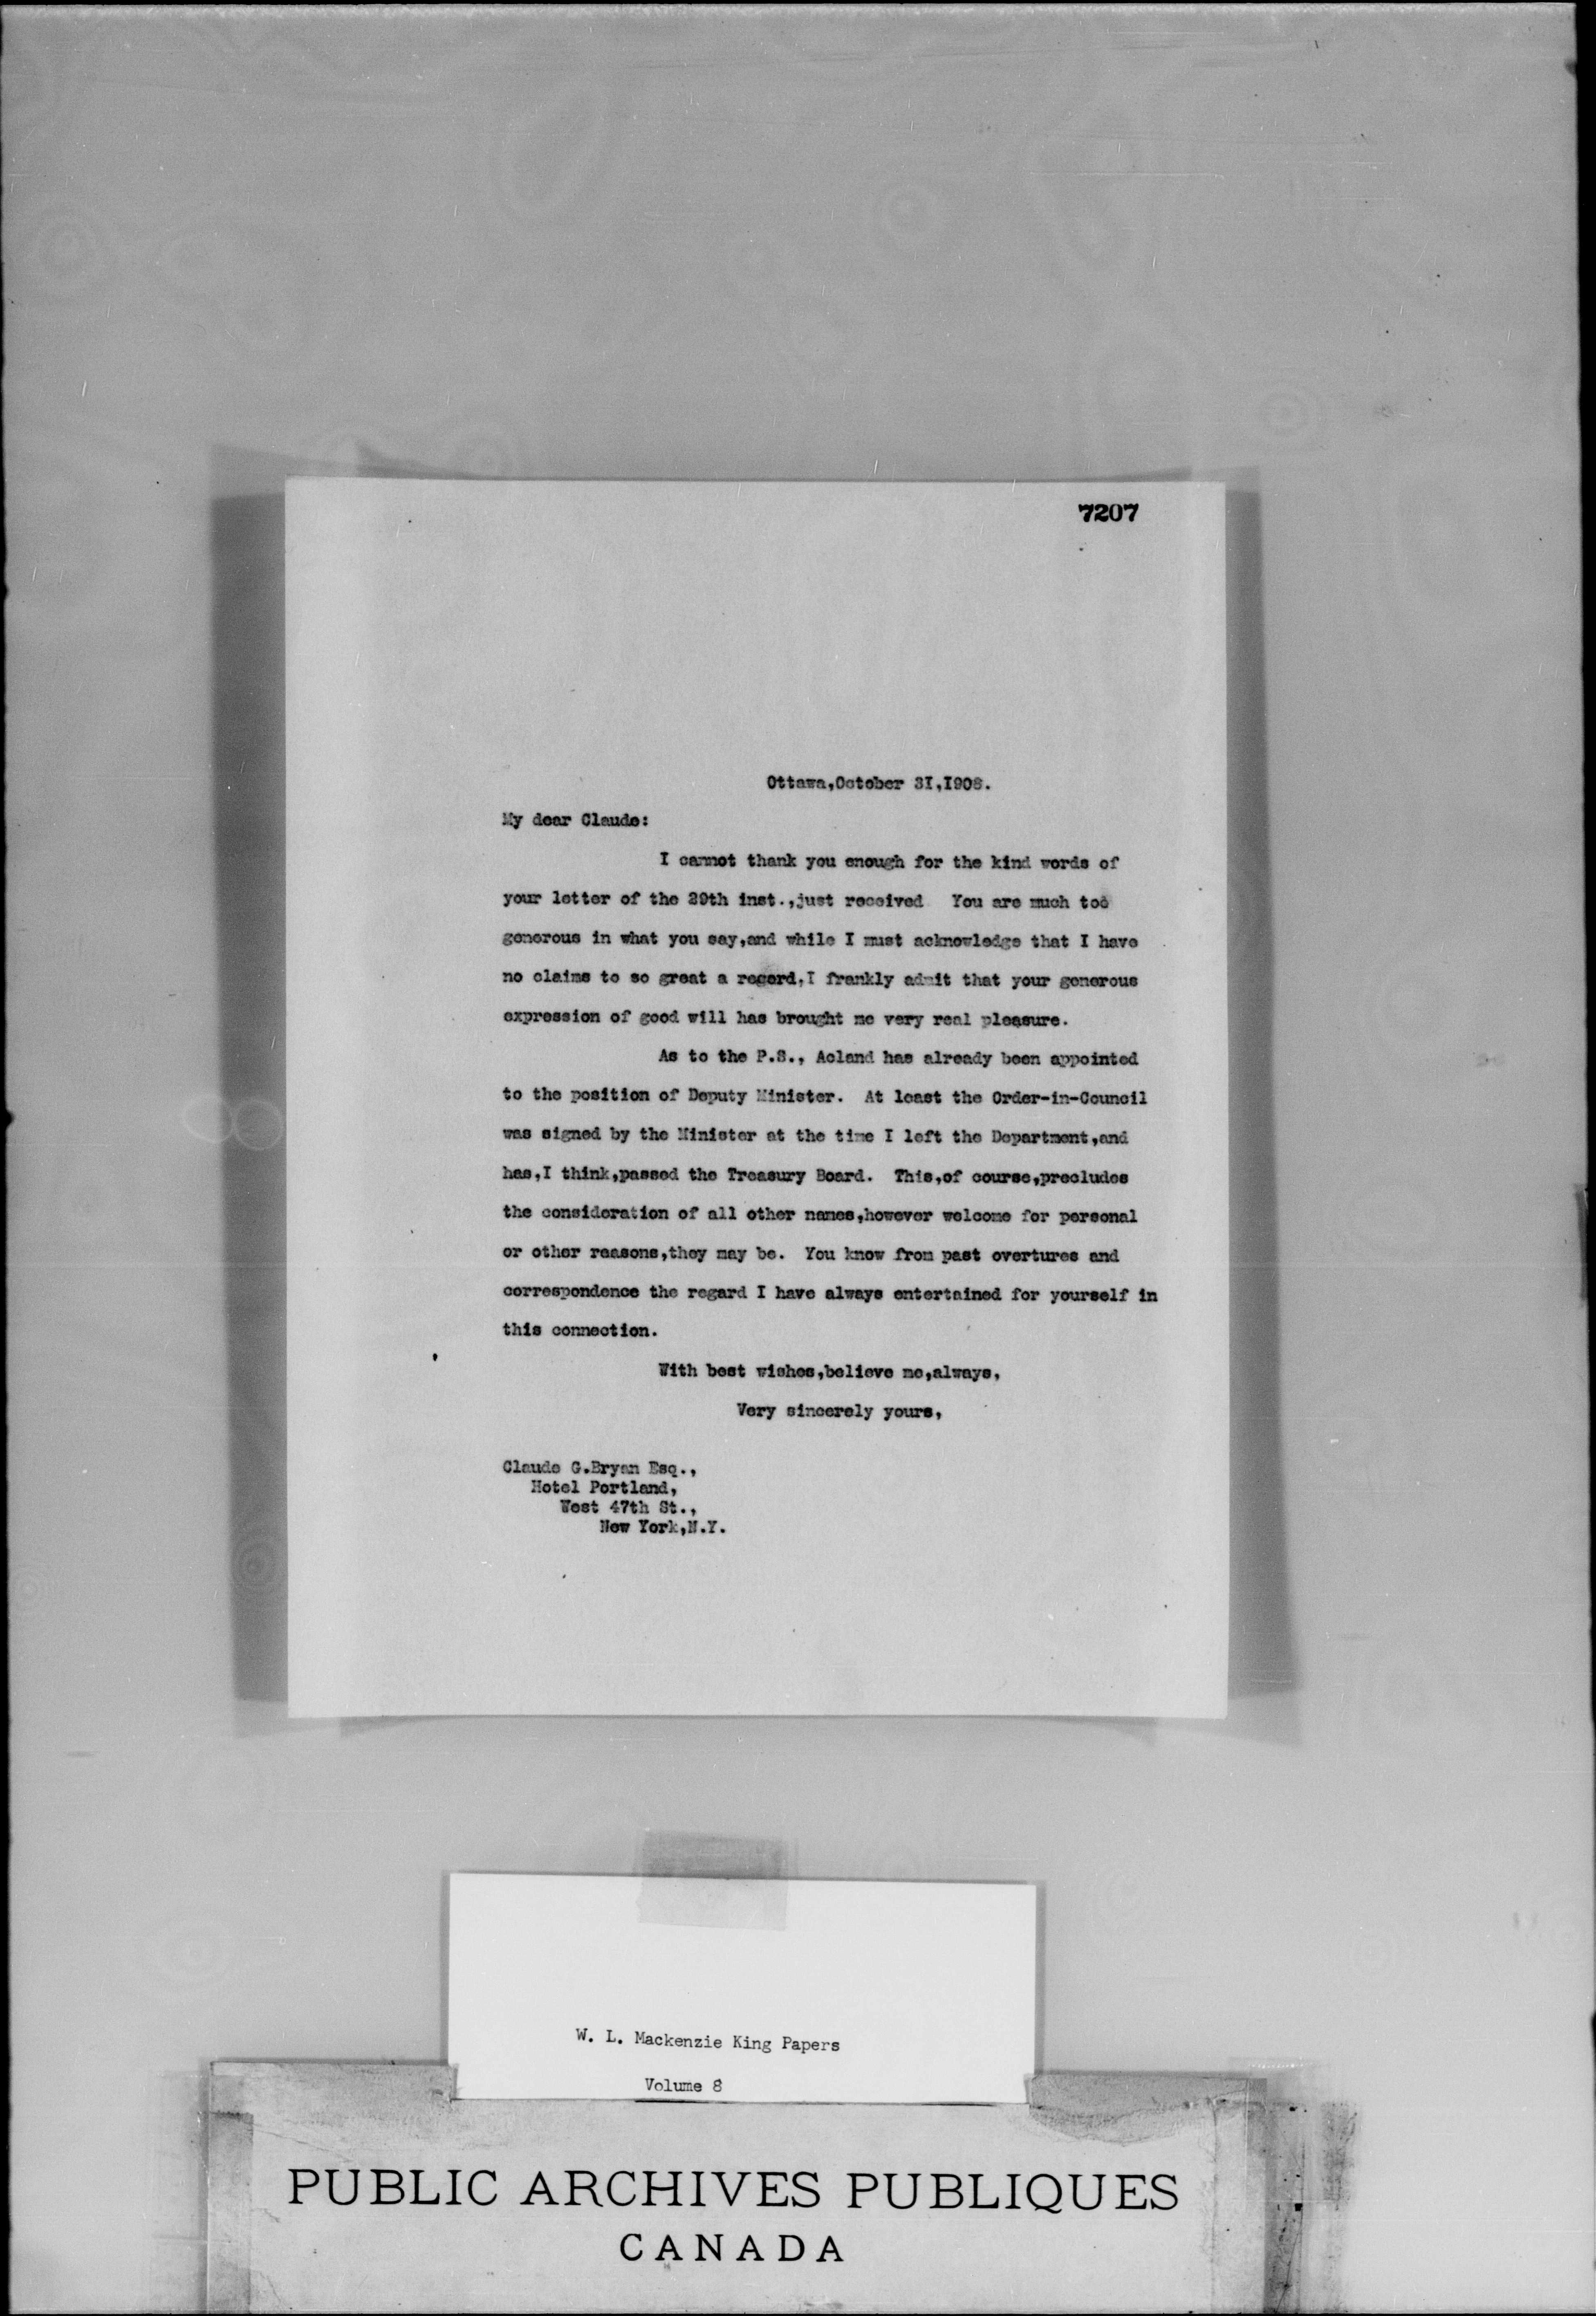 7207
Ottawa,October 3I,I908.
My dear Claude:
I cannot thank you enough for the kind words of
your letter of the 29th inst.,just received You are much too
generous in what you say,and while I must acknowledge that I have
no claims to so great a regard,I frankly admit that your generous
expression of good will has brought me very real pleasure.
As to the P.S., Acland has already been appointed
to the position of Deputy Minister. At least the Order-in-Council
was signed by the Minister at the time I left the Department,and
has,I think,passed the Treasury Board. This,of course,precludes
the consideration of all other names,however welcome for personal
or other reasons,they may be. You know from past overtures and
correspondence the regard I have always entertained for yourself in
this connection.
With best wishes,believe me,always,
Very sincerely yours,
Claude G.Bryan Esq.,
Hotel Portland,
West 47th St.,
New York,N.Y.
W. L. Mackenzie King Papers
Volume 8
PUBLIC ARCHIVES PUBLIQUES
CANADA